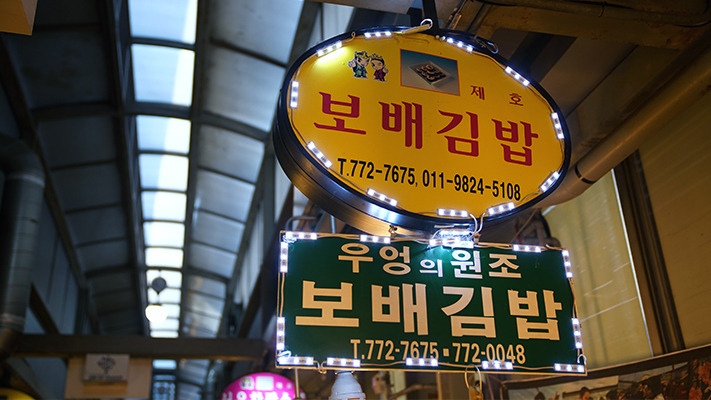 제 호
보배김밥
T.772-7675, 011-9824-5108
우엉의 원조
보배김밥
T.772-7675 ▪ 772-0048